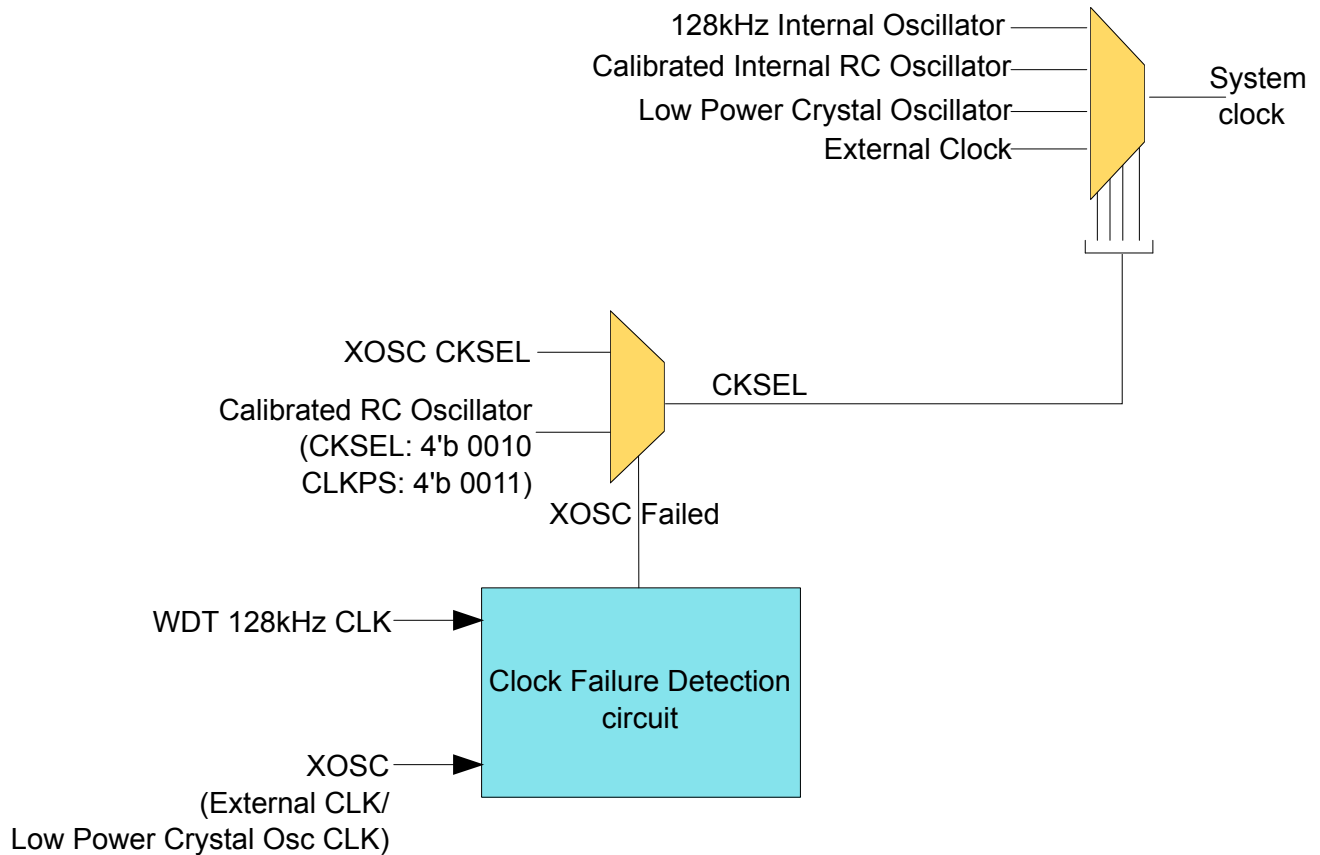 128kHz Internal Oscillator
Calibrated Internal RC Oscillator
Low Power Crystal Oscillator
External Clock
System
clock
XOSC CKSEL
CKSEL
Calibrated RC Oscillator
(CKSEL: 4'b 0010
CLKPS: 4'b 0011)
XOSC Failed
WDT 128kHz CLK
Clock Failure Detection
circuit
XOSC
(External CLK/
Low Power Crystal Osc CLK)